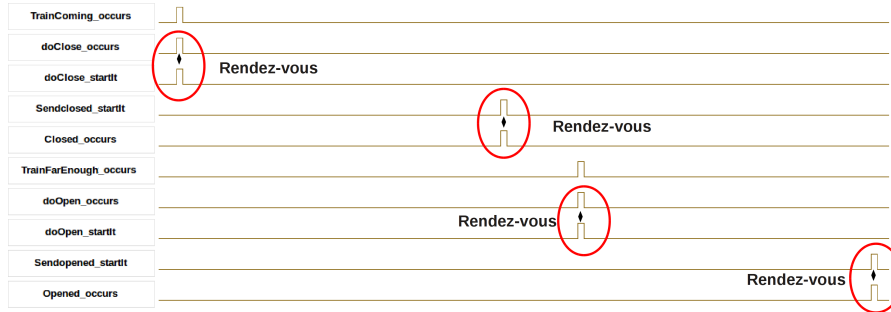 TrainComing_occurs
doClose_occurs
Rendez-vous
doClose_startIt
Sendclosed_startIt
Rendez-vous
Closed_occurs
TrainFarEnough_occurs
doOpen_occurs
Rendez-vous
doOpen_startIt
Sendopened_startIt
Rendez-vous
Opened_occurs